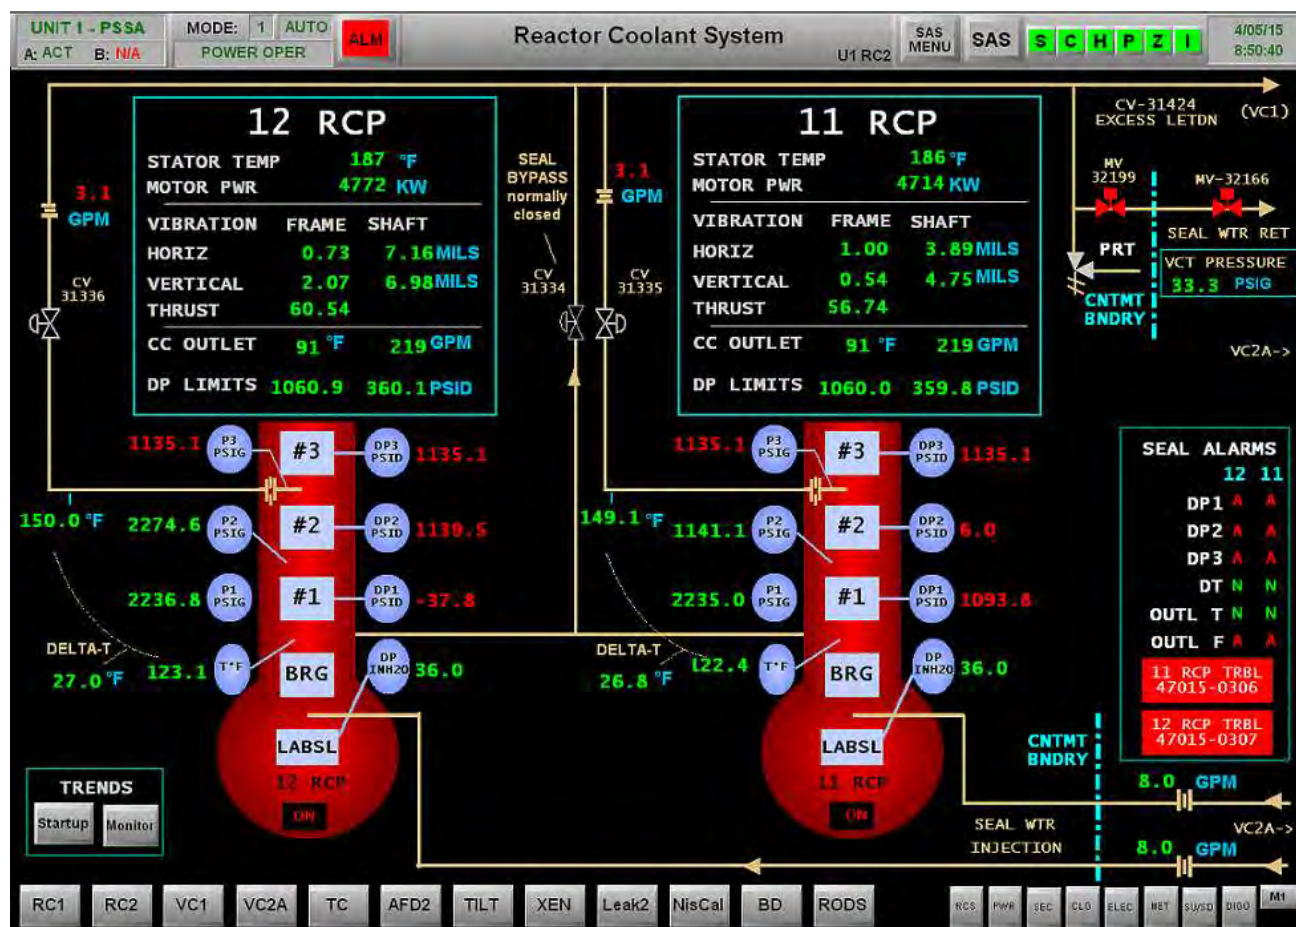 UNIT 1 - PSSA
A: ACT B: N/A
MODE: 1 AUTO
POWER OPER
ALM
Reactor Coolant System
U1 RC2
SAS MENU
SAS
S C H P Z I
4/05/15
8:50:40
12 RCP
STATOR TEMP 187 °F
MOTOR PWR 4772 KW
VIBRATION FRAME SHAFT
HORIZ 0.73 7.16 MILS
VERTICAL 2.07 6.98 MILS
THRUST 60.54
CC OUTLET 91 °F 219 GPM
DP LIMITS 1060.9 360.1 PSID
3.1
GPM
CV
31336
SEAL
BYPASS
normally
closed
CV
31334
3.1
GPM
CV
31335
11 RCP
STATOR TEMP 186 °F
MOTOR PWR 4714 KW
VIBRATION FRAME SHAFT
HORIZ 1.00 3.89 MILS
VERTICAL 0.54 4.75 MILS
THRUST 56.74
CC OUTLET 91 °F 219 GPM
DP LIMITS 1060.0 359.8 PSID
CV-31424
EXCESS LETDN
(VC1)
MV
32199
MV-32166
SEAL WTR RET
PRT
VCT PRESSURE
33.3 PSIG
CNTMT
BNDRY
VC2A->
1135.1 P3 PSIG #3 DP3 PSID 1135.1
150.0 °F
2274.6 P2 PSIG #2 DP2 PSID 1139.5
2236.8 P1 PSIG #1 DP1 PSID -37.8
DELTA-T
27.0 °F
123.1 T°F BRG DP INH2O 36.0
LABSL
12 RCP
ON
1135.1 P3 PSIG #3 DP3 PSID 1135.1
149.1 °F
1141.1 P2 PSIG #2 DP2 PSID 6.0
2235.0 P1 PSIG #1 DP1 PSID 1093.8
DELTA-T
26.8 °F
122.4 T°F BRG DP INH2O 36.0
LABSL
11 RCP
ON
SEAL ALARMS
12 11
DP1 A A
DP2 A A
DP3 A A
DT N N
OUTL T N N
OUTL F A A
11 RCP TRBL
47015-0306
12 RCP TRBL
47015-0307
CNTMT
BNDRY
8.0 GPM
SEAL WTR
INJECTION
VC2A->
8.0 GPM
TRENDS
Startup Monitor
RC1 RC2 VC1 VC2A TC AFD2 TILT XEN Leak2 NisCal BD RODS
RCS PWR SEC CLG ELEC MET SU/SD DIGO M1